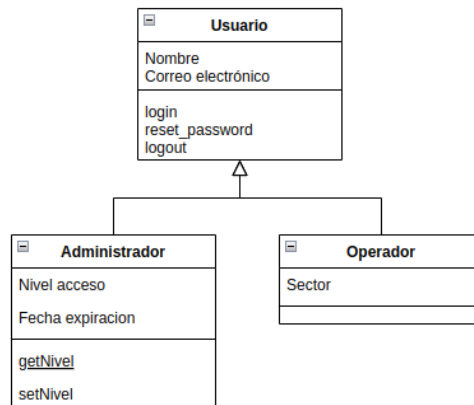 Usuario
Nombre
Correo electrónico
login
reset_password
logout
Administrador
Nivel acceso
Fecha expiracion
getNivel
setNivel
Operador
Sector